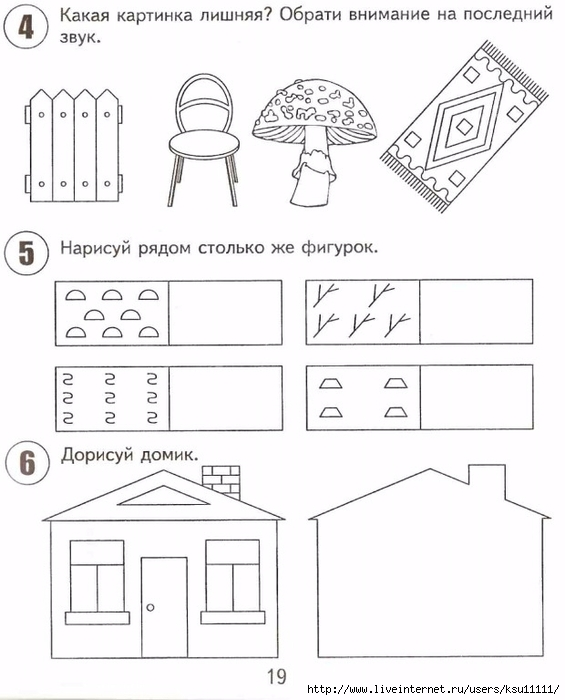 4 Какая картинка лишняя? Обрати внимание на последний
звук.
5 Нарисуй рядом столько же фигурок.
6 Дорисуй домик.
19
http://www.liveinternet.ru/users/ksu11111/